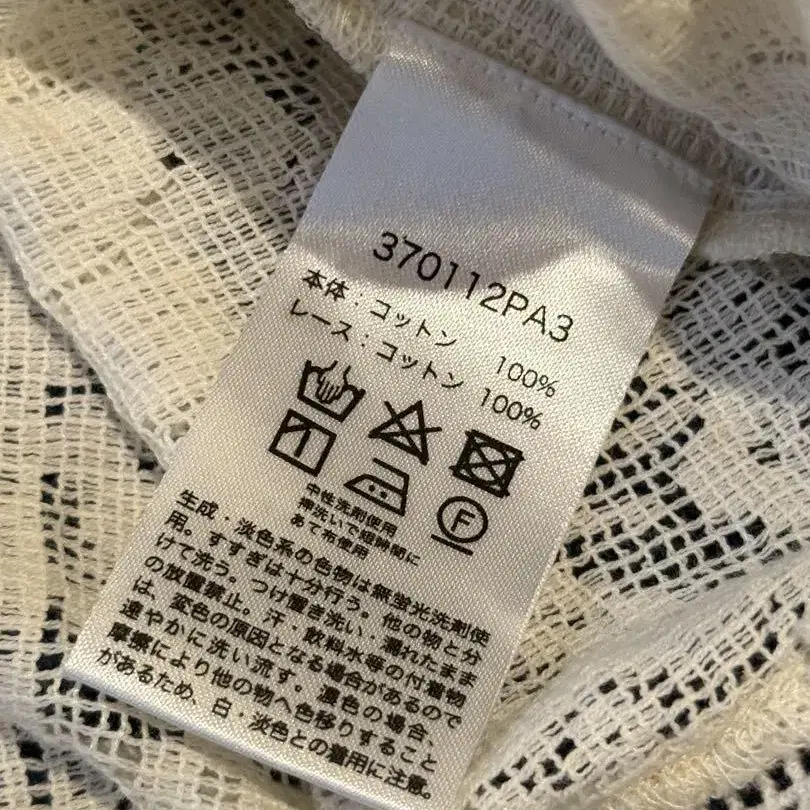 370112PA3
本体：コットン 100%
レース：コットン 100%
F
中性洗剤使用
弱洗いで短時間に
あて布使用
生成・淡色系の色物は無蛍光洗剤使
用。すすぎは十分行う。他の物と分
けて洗う。つけ置き洗い・濡れたまま
の放置禁止。汗・飲料水等の付着物
は、変色の原因となる場合があるので
速やかに洗い流す。濃色の場合、
摩擦により他の物へ色移りすること
があるため、白・淡色との着用に注意。